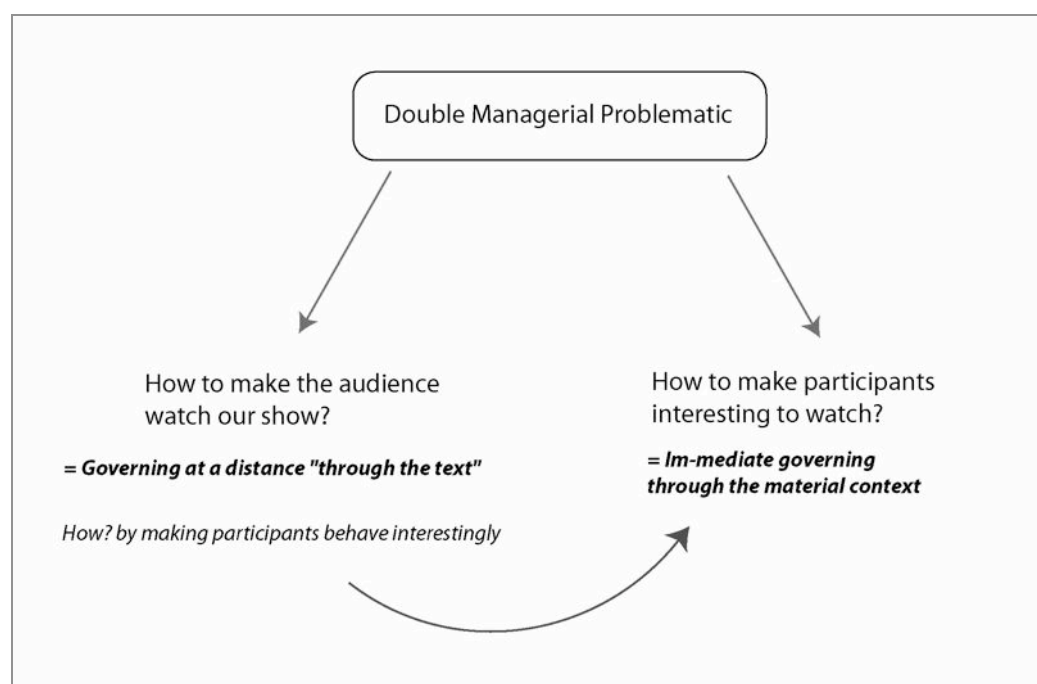 Double Managerial Problematic
How to make the audience
watch our show?
= Governing at a distance "through the text"
How? by making participants behave interestingly
How to make participants
interesting to watch?
= Im-mediate governing
through the material context